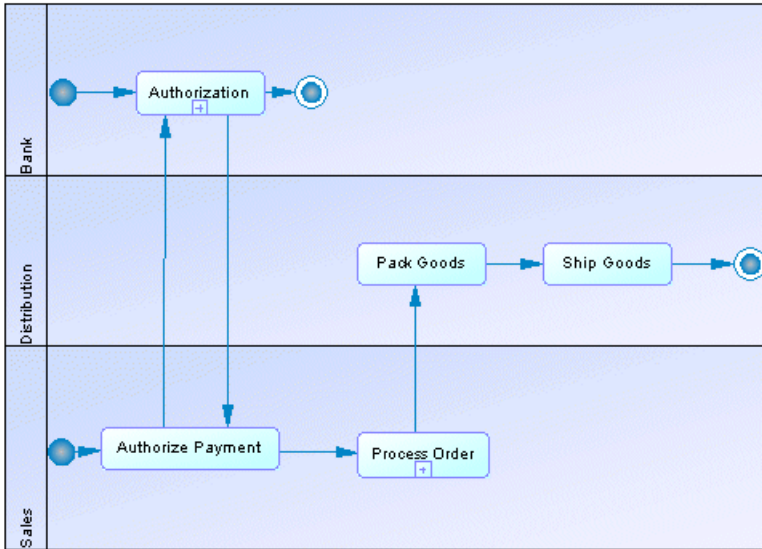 Bank
Authorization
Distribution
Pack Goods
Ship Goods
Sales
Authorize Payment
Process Order